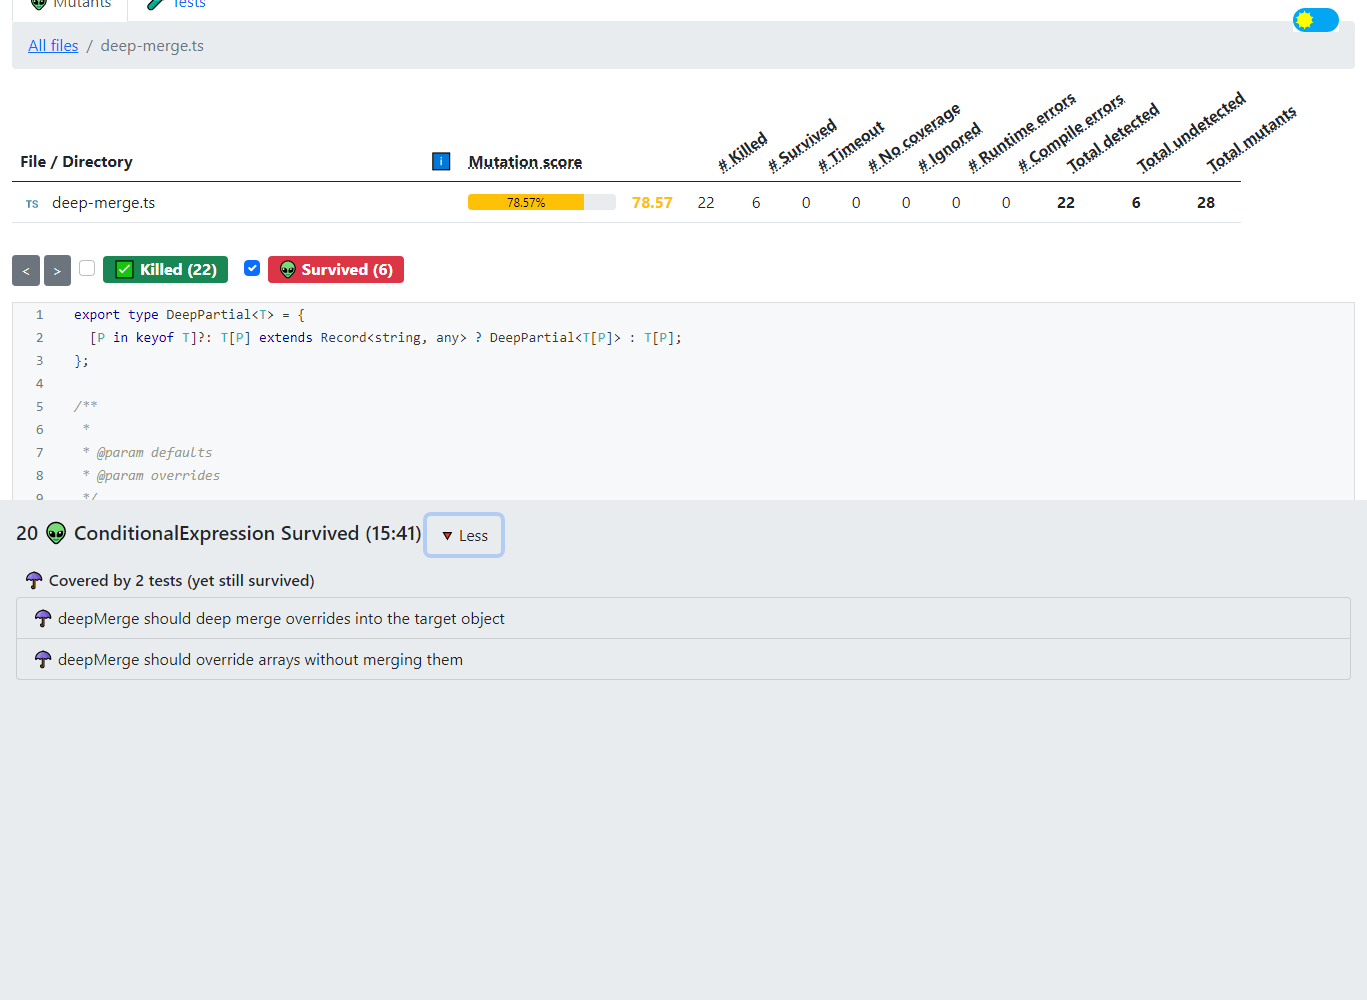 Mutants Tests
All files / deep-merge.ts
File / Directory i Mutation score # Killed # Survived # Timeout # No coverage # Ignored # Runtime errors # Compile errors Total detected Total undetected Total mutants
TS deep-merge.ts 78.57% 78.57 22 6 0 0 0 0 0 22 6 28
< > Killed (22) Survived (6)
1 export type DeepPartial<T> = {
2 [P in keyof T]?: T[P] extends Record<string, any> ? DeepPartial<T[P]> : T[P];
3 };
4
5 /**
6 *
7 * @param defaults
8 * @param overrides
9 */
20 ConditionalExpression Survived (15:41) Less
Covered by 2 tests (yet still survived)
deepMerge should deep merge overrides into the target object
deepMerge should override arrays without merging them